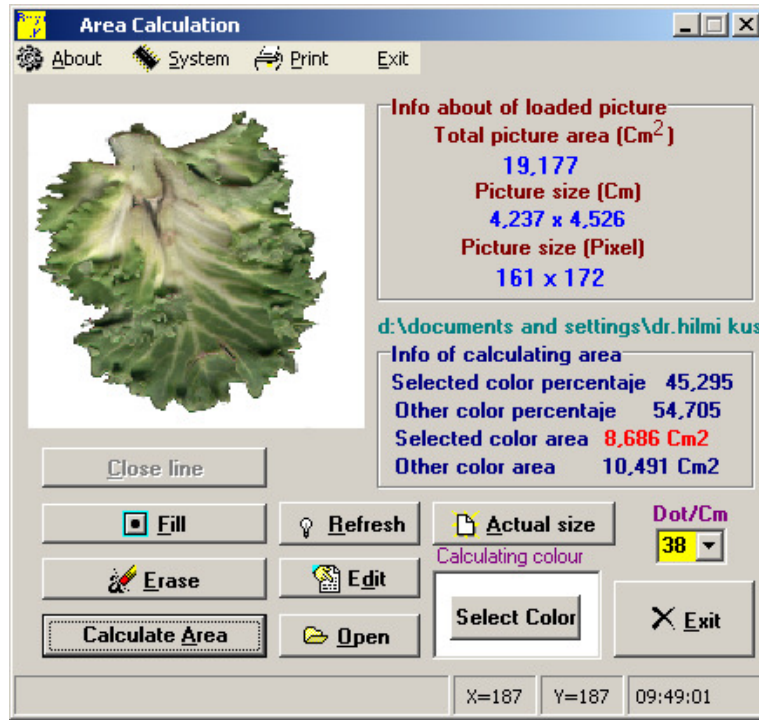 Area Calculation
About System Print Exit
Info about of loaded picture
Total picture area (Cm2)
19,177
Picture size (Cm)
4,237 x 4,526
Picture size (Pixel)
161 x 172
d:\documents and settings\dr.hilmi kus
Info of calculating area
Selected color percentaje 45,295
Other color percentaje 54,705
Selected color area 8,686 Cm2
Other color area 10,491 Cm2
Close line
Fill
Refresh
Actual size
Dot/Cm
38
Calculating colour
Erase
Edit
Select Color
Exit
Calculate Area
Open
X=187 Y=187 09:49:01